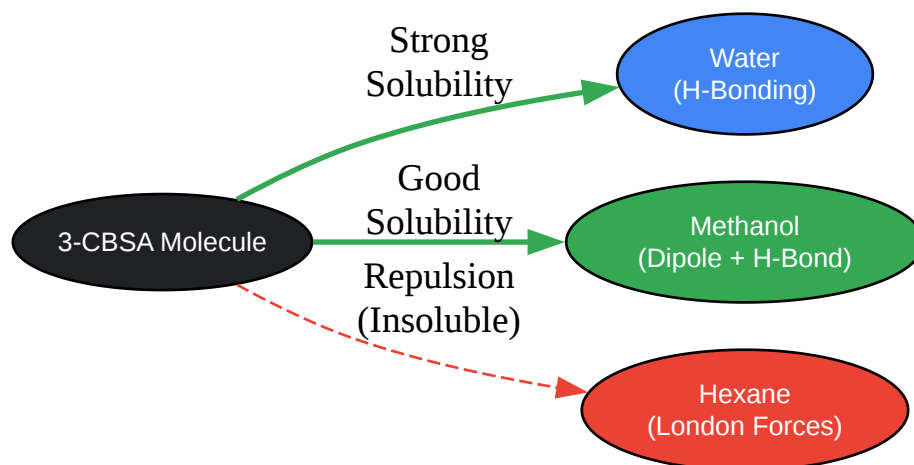 Strong
Solubility
Water
(H-Bonding)
3-CBSA Molecule
Good
Solubility
Methanol
(Dipole + H-Bond)
Repulsion
(Insoluble)
Hexane
(London Forces)